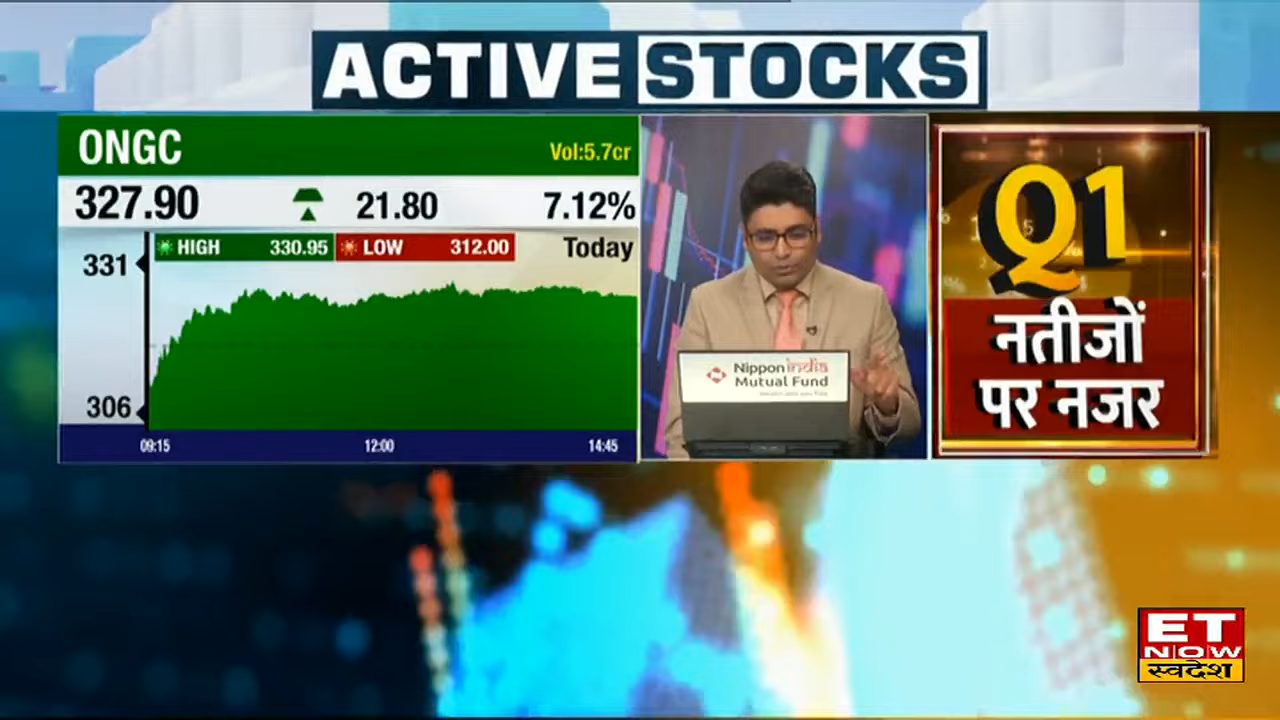 ACTIVE STOCKS
ONGC
Vol:5.7cr
327.90 21.80 7.12%
HIGH 330.95 LOW 312.00 Today
331
306
09:15 12:00 14:45
Nippon india
Mutual Fund
Q1
नतीजों
पर नजर
ET
NOW
स्वदेश